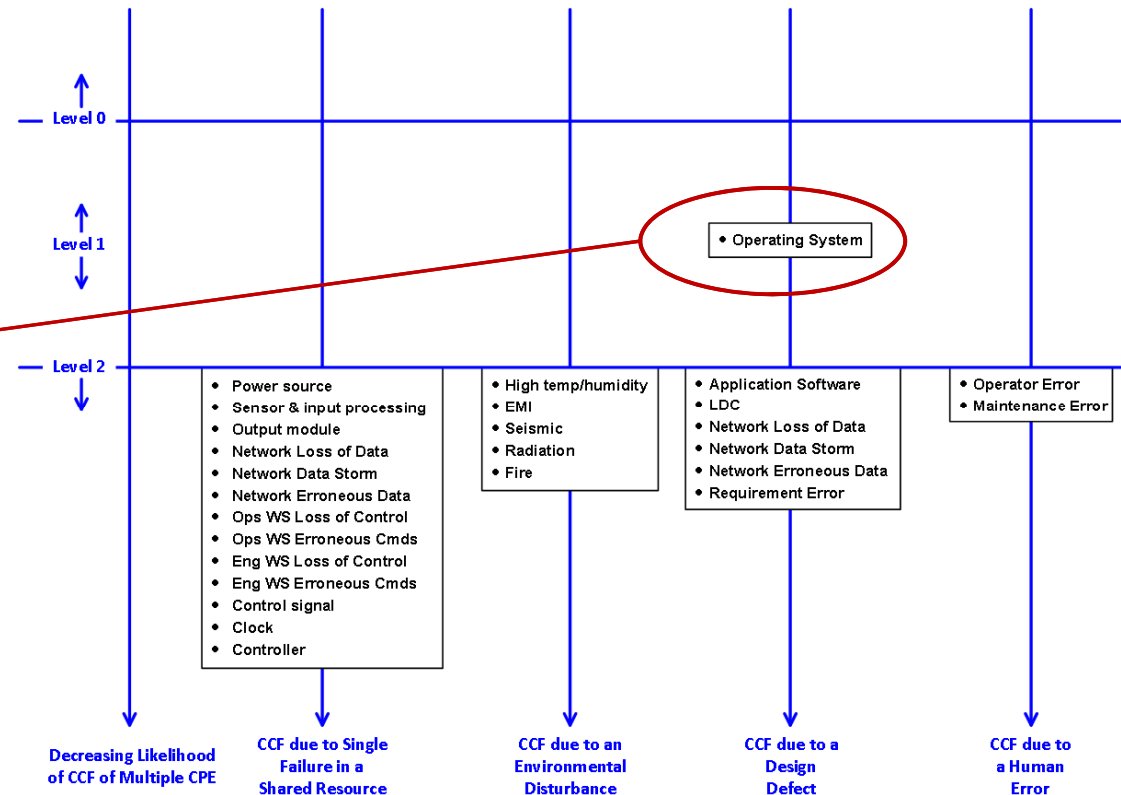 Level 0
Level 1
• Operating System
Level 2
• Power source
• Sensor & input processing
• Output module
• Network Loss of Data
• Network Data Storm
• Network Erroneous Data
• Ops WS Loss of Control
• Ops WS Erroneous Cmds
• Eng WS Loss of Control
• Eng WS Erroneous Cmds
• Control signal
• Clock
• Controller
• High temp/humidity
• EMI
• Seismic
• Radiation
• Fire
• Application Software
• LDC
• Network Loss of Data
• Network Data Storm
• Network Erroneous Data
• Requirement Error
• Operator Error
• Maintenance Error
Decreasing Likelihood
of CCF of Multiple CPE
CCF due to Single
Failure in a
Shared Resource
CCF due to an
Environmental
Disturbance
CCF due to a
Design
Defect
CCF due to
a Human
Error